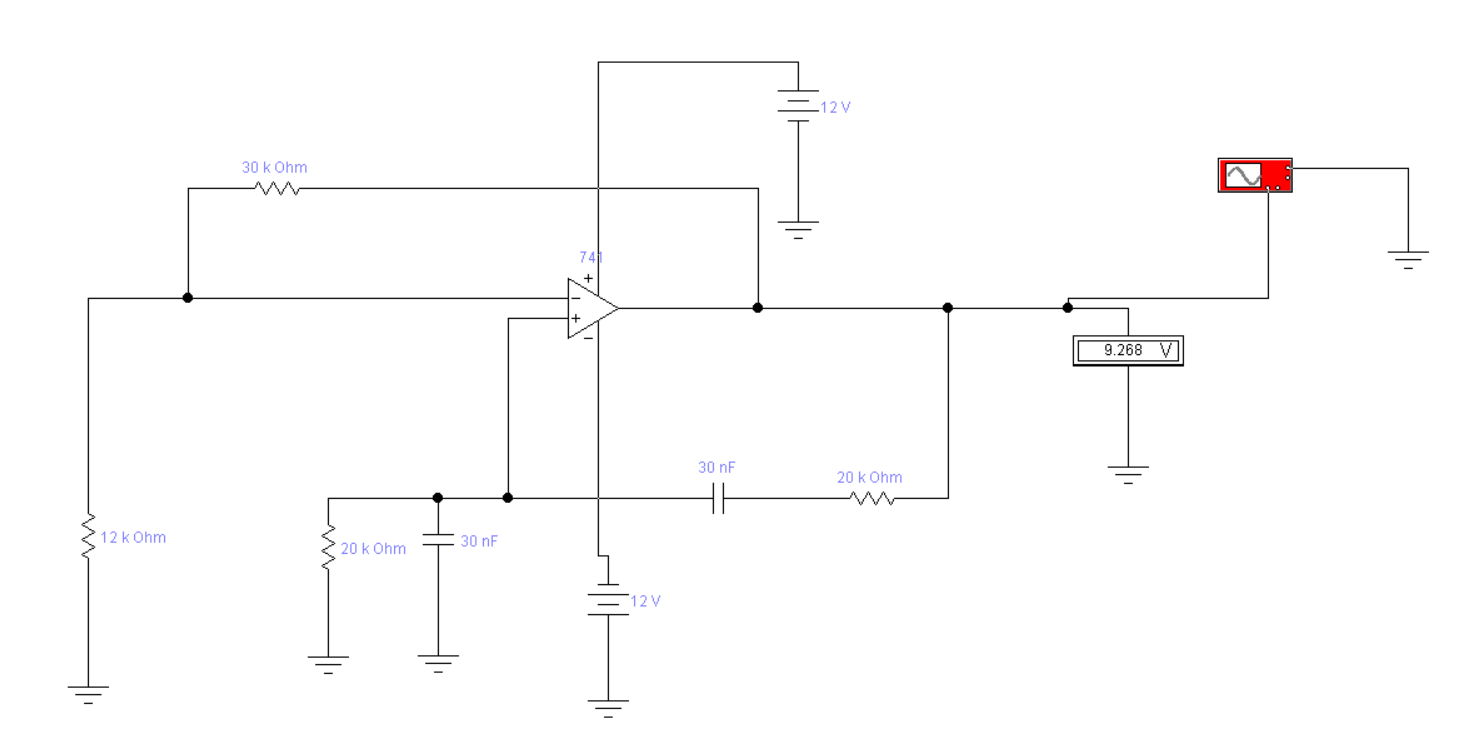 12 V
30 k Ohm
741
+
−
+
−
9.268 V
30 nF
20 k Ohm
12 k Ohm
20 k Ohm
30 nF
12 V